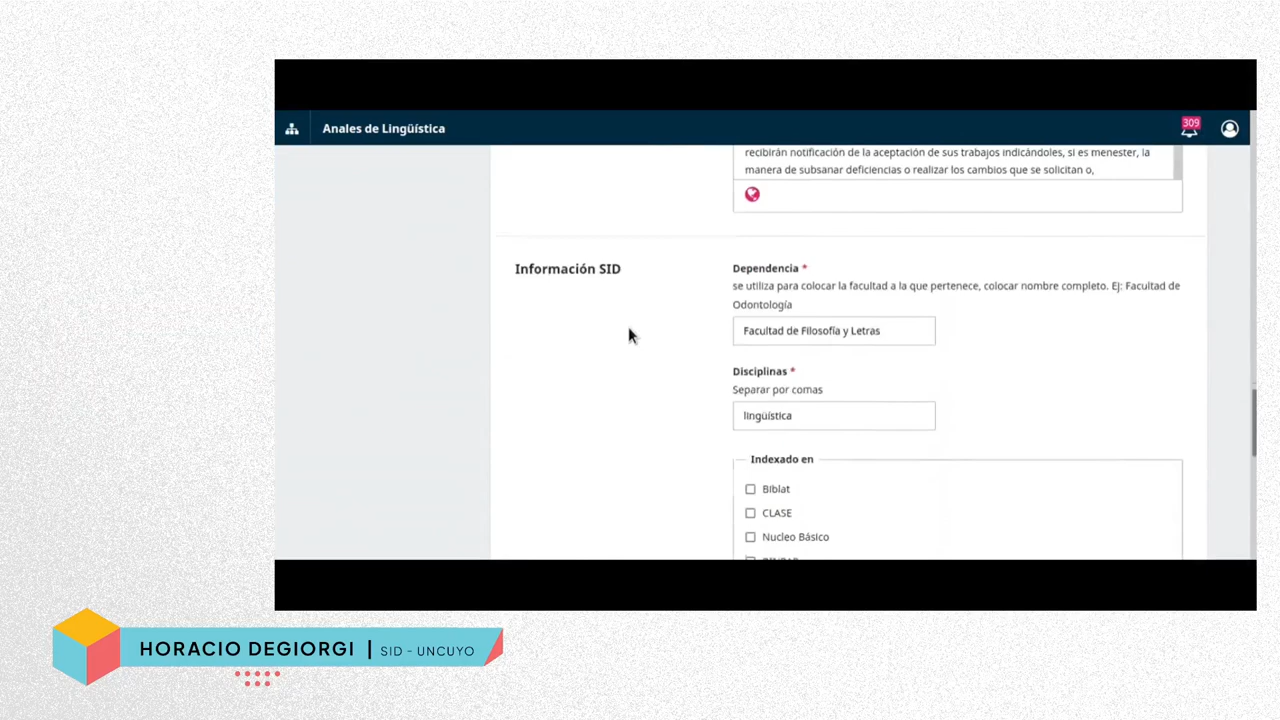 309
Anales de Lingüística
recibirán notificación de la aceptación de sus trabajos indicándoles, si es menester, la
manera de subsanar deficiencias o realizar los cambios que se solicitan o,
Información SID
Dependencia *
se utiliza para colocar la facultad a la que pertenece, colocar nombre completo. Ej: Facultad de
Odontología
Facultad de Filosofía y Letras
Disciplinas *
Separar por comas
lingüística
Indexado en
Biblat
CLASE
Nucleo Básico
HORACIO DEGIORGI | SID - UNCUYO